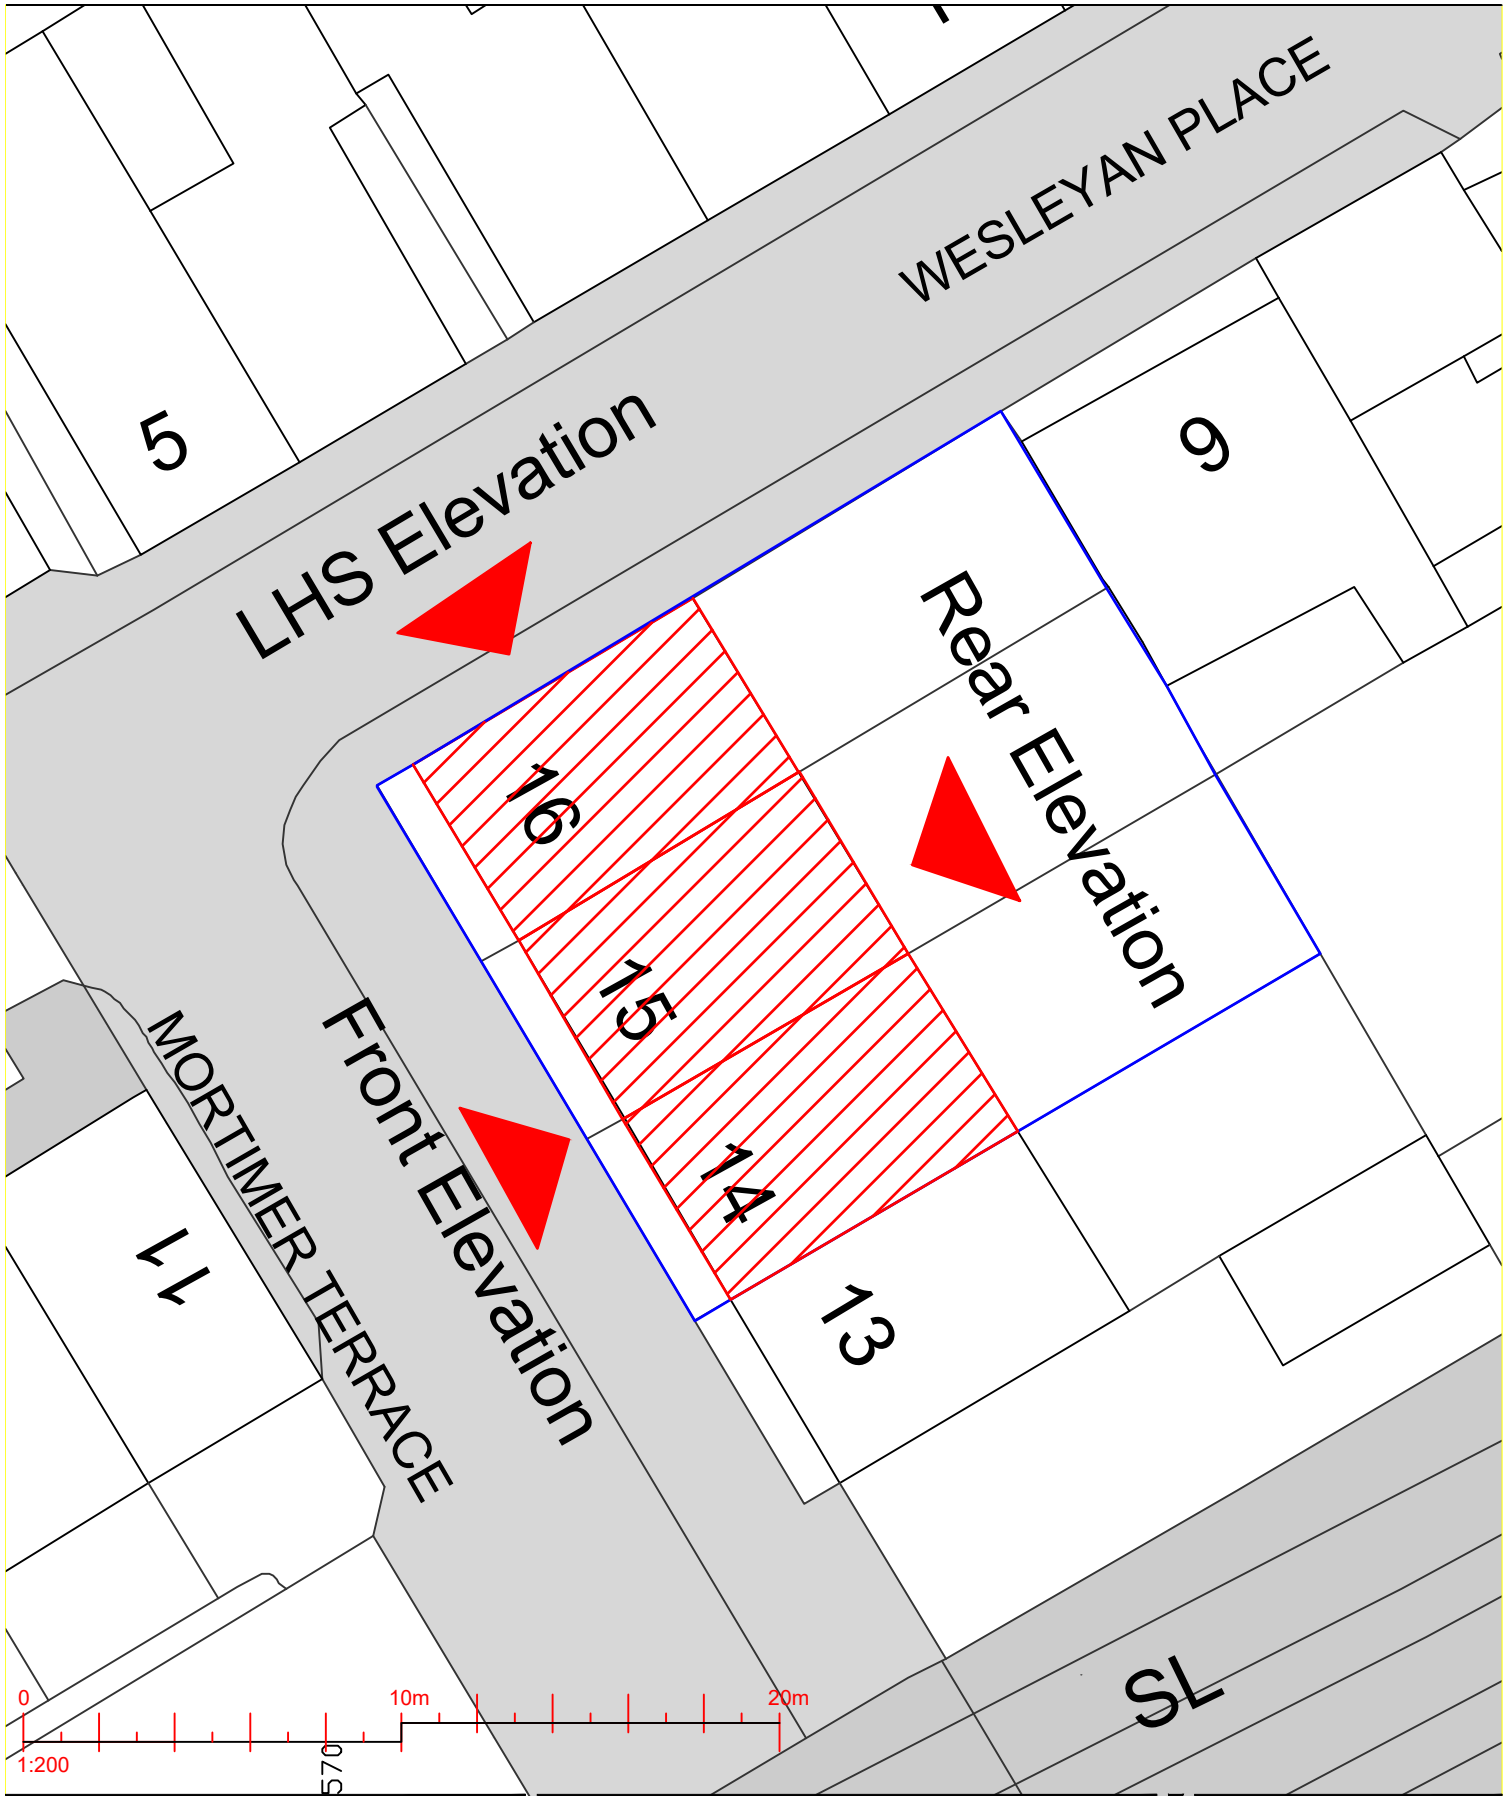 WESLEYAN PLACE
5
LHS Elevation
9
Rear Elevation
16
15
14
13
Front Elevation
MORTIMER TERRACE
11
SL
0
10m
20m
1:200
570